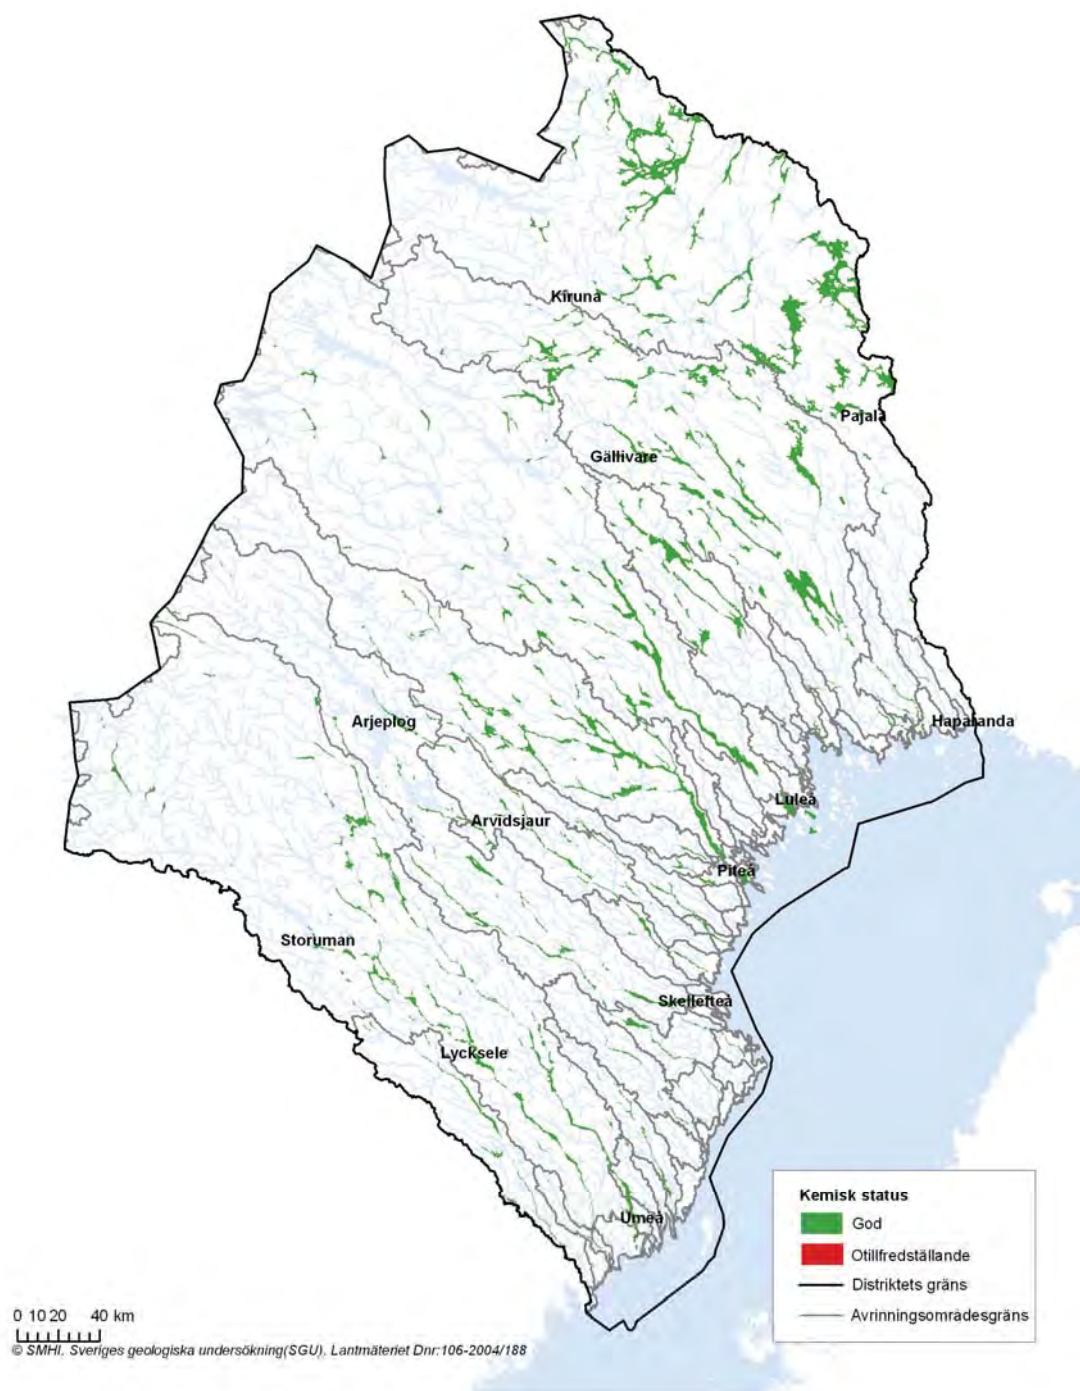 Kiruna
Pajala
Gällivare
Arjeplog
Haparanda
Luleå
Arvidsjaur
Piteå
Storuman
Skellefteå
Lycksele
Umeå
Kemisk status
God
Otillfredställande
Distriktets gräns
Avrinningsområdesgräns
0 10 20 40 km
© SMHI. Sveriges geologiska undersökning(SGU). Lantmäteriet Dnr:106-2004/188